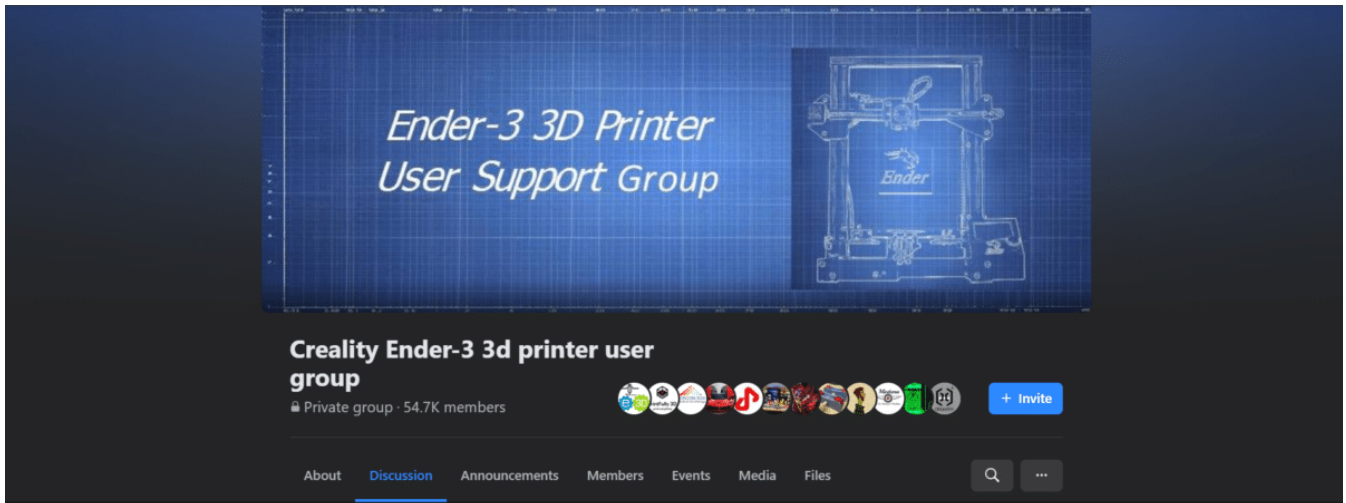 Ender-3 3D Printer
User Support Group
Ender
Creality Ender-3 3d printer user
group
Private group · 54.7K members
+ Invite
About Discussion Announcements Members Events Media Files